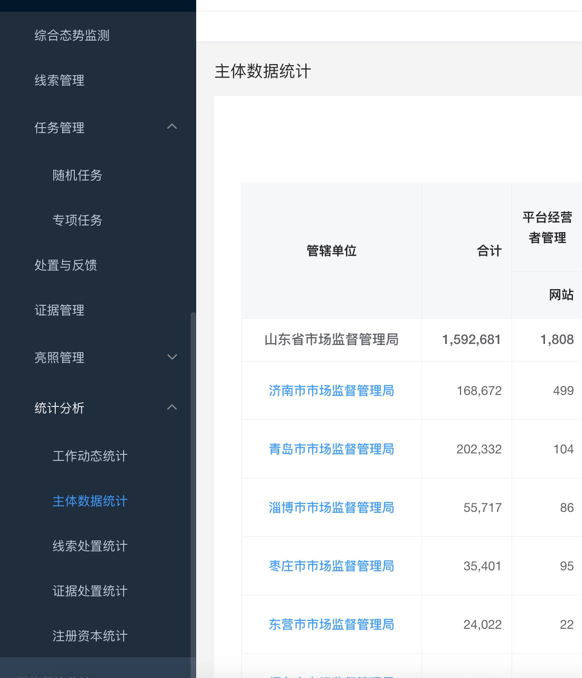 综合态势监测
线索管理
任务管理
随机任务
专项任务
处置与反馈
证据管理
亮照管理
统计分析
工作动态统计
主体数据统计
线索处置统计
证据处置统计
注册资本统计
主体数据统计
管辖单位
合计
平台经营
者管理
网站
山东省市场监督管理局 1,592,681 1,808
济南市市场监督管理局 168,672 499
青岛市市场监督管理局 202,332 104
淄博市市场监督管理局 55,717 86
枣庄市市场监督管理局 35,401 95
东营市市场监督管理局 24,022 22